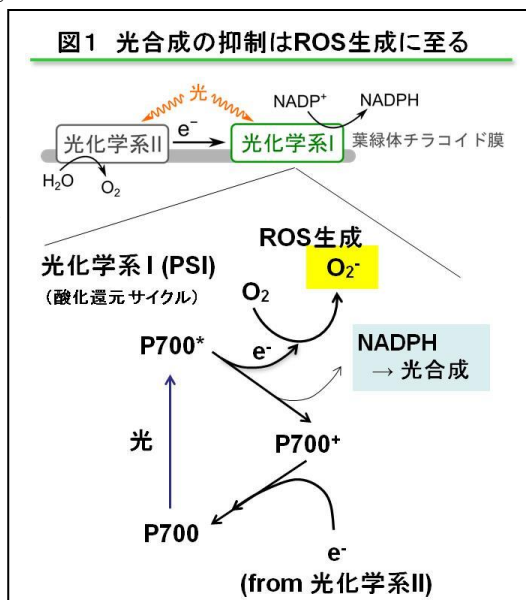 図1 光合成の抑制はROS生成に至る
光
NADP⁺
NADPH
光化学系II
e⁻
光化学系I
葉緑体チラコイド膜
H₂O
O₂
ROS生成
光化学系 I (PSI)
O₂⁻
(酸化還元サイクル)
O₂
P700*
e⁻
NADPH
→ 光合成
P700⁺
光
P700
e⁻
(from 光化学系II)